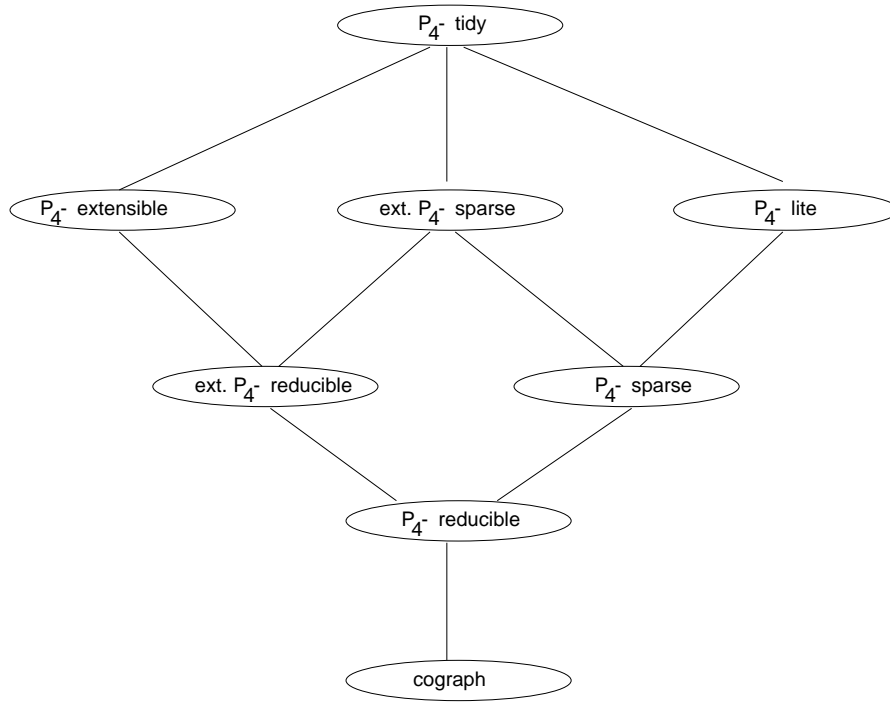 P4- tidy
P4- extensible
ext. P4- sparse
P4- lite
ext. P4- reducible
P4- sparse
P4- reducible
cograph